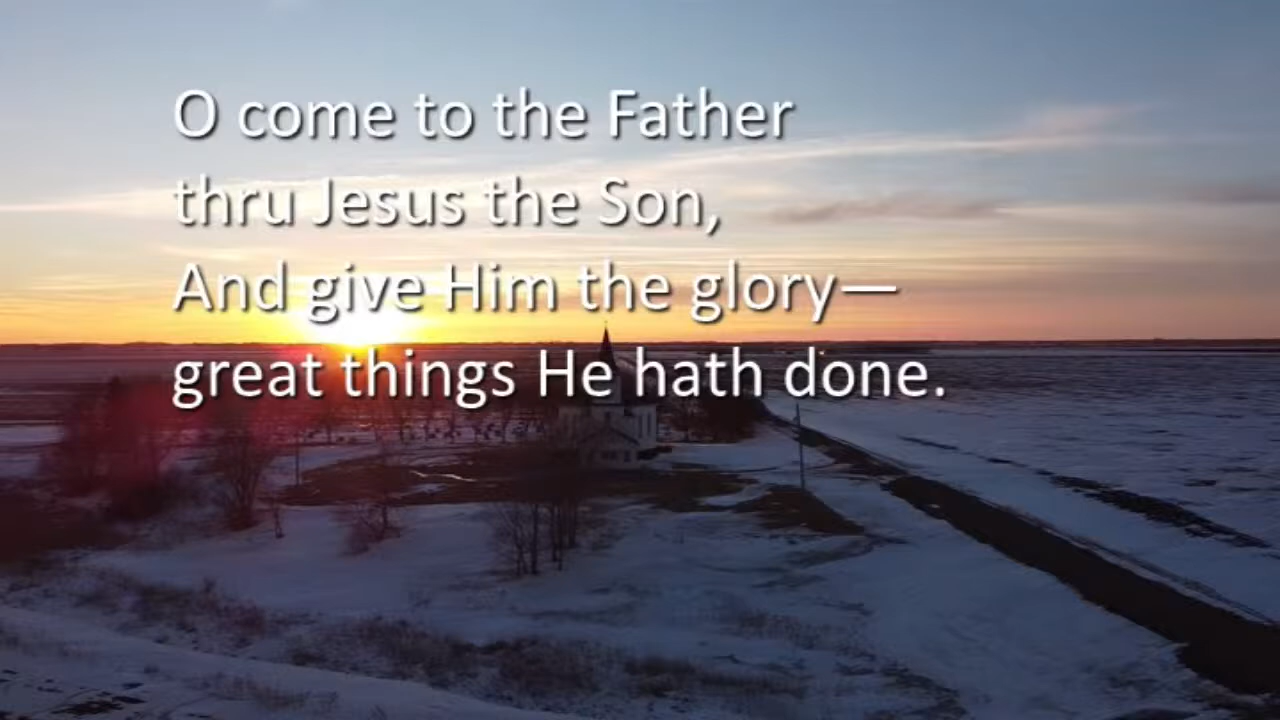 O come to the Father
thru Jesus the Son,
And give Him the glory—
great things He hath done.